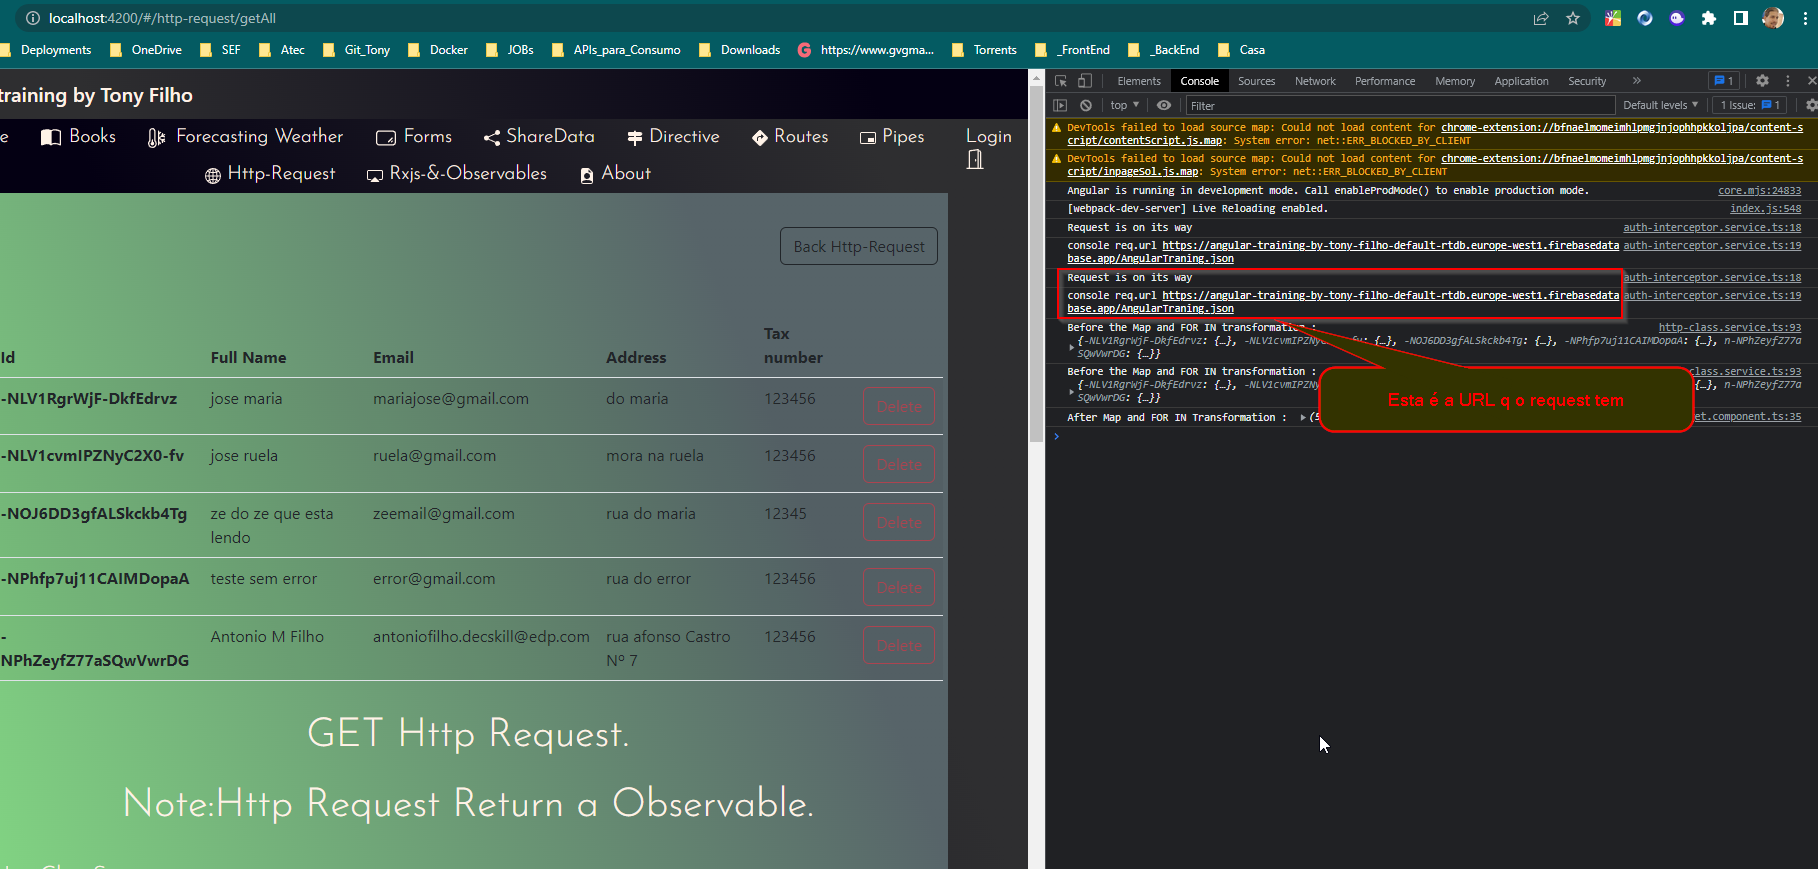 localhost:4200/#/http-request/getAll
Deployments OneDrive SEF Atec Git_Tony Docker JOBs APIs_para_Consumo Downloads G https://www.gvgma... Torrents _FrontEnd _BackEnd Casa
training by Tony Filho
e Books Forecasting Weather Forms ShareData Directive Routes Pipes Login
Http-Request Rxjs-&-Observables About
Back Http-Request
Id Full Name Email Address Tax number
-NLV1RgrWjF-DkfEdrvz jose maria mariajose@gmail.com do maria 123456 Delete
-NLV1cvmIPZNyC2X0-fv jose ruela ruela@gmail.com mora na ruela 123456 Delete
-NOJ6DD3gfALSkckb4Tg ze do ze que esta zeemail@gmail.com rua do maria 12345 Delete
lendo
-NPhfp7uj11CAIMDopaA teste sem error error@gmail.com rua do error 123456 Delete
- Antonio M Filho antoniofilho.decskill@edp.com rua afonso Castro 123456 Delete
NPhZeyfZ77aSQwVwrDG Nº 7
GET Http Request.
Note:Http Request Return a Observable.
Elements Console Sources Network Performance Memory Application Security » 1
top Filter Default levels 1 Issue: 1
DevTools failed to load source map: Could not load content for chrome-extension://bfnaelmomeimhlpmgjnjophhpkkoljpa/content-s
cript/contentScript.js.map: System error: net::ERR_BLOCKED_BY_CLIENT
DevTools failed to load source map: Could not load content for chrome-extension://bfnaelmomeimhlpmgjnjophhpkkoljpa/content-s
cript/inpageSol.js.map: System error: net::ERR_BLOCKED_BY_CLIENT
Angular is running in development mode. Call enableProdMode() to enable production mode. core.mjs:24833
[webpack-dev-server] Live Reloading enabled. index.js:548
Request is on its way auth-interceptor.service.ts:18
console req.url https://angular-training-by-tony-filho-default-rtdb.europe-west1.firebasedata auth-interceptor.service.ts:19
base.app/AngularTraning.json
Request is on its way auth-interceptor.service.ts:18
console req.url https://angular-training-by-tony-filho-default-rtdb.europe-west1.firebasedata auth-interceptor.service.ts:19
base.app/AngularTraning.json
Before the Map and FOR IN transformation : http-class.service.ts:93
{-NLV1RgrWjF-DkfEdrvz: {…}, -NLV1cvmIPZNy fv: {…}, -NOJ6DD3gfALSkckb4Tg: {…}, -NPhfp7uj11CAIMDopaA: {…}, n-NPhZeyfZ77a
SQwVwrDG: {…}}
Before the Map and FOR IN transformation : class.service.ts:93
{-NLV1RgrWjF-DkfEdrvz: {…}, -NLV1cvmIPZNy {…}, n-NPhZeyfZ77a
SQwVwrDG: {…}}
After Map and FOR IN Transformation : (5 et.component.ts:35
Esta é a URL q o request tem